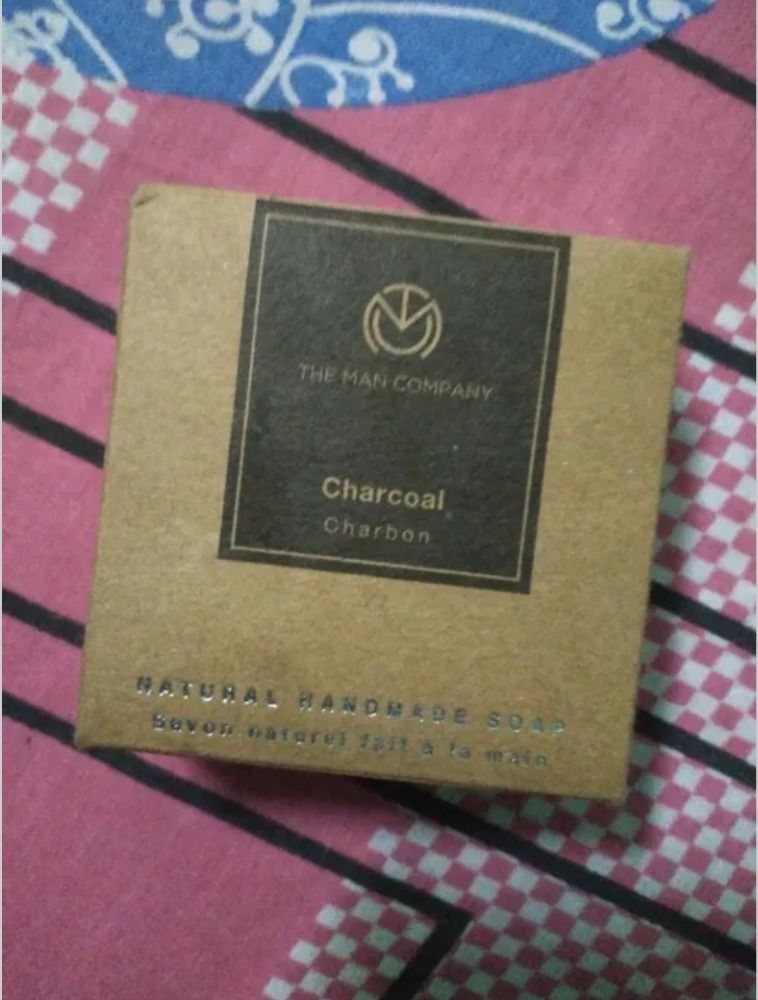 THE MAN COMPANY
Charcoal
Charbon
NATURAL HANDMADE SOAP
Savon naturel fait à la main